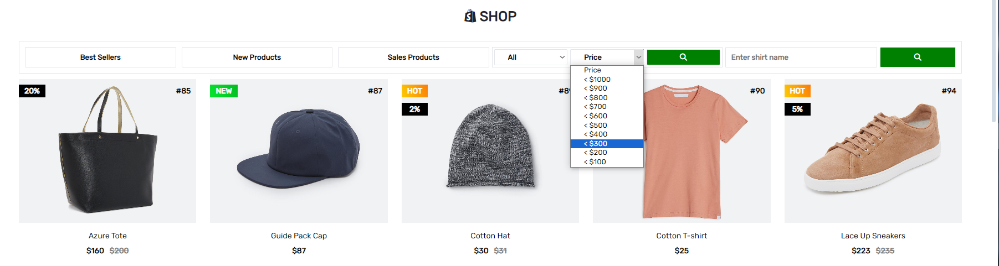 SHOP
Best Sellers
New Products
Sales Products
All
Price
Enter shirt name
Price
< $1000
< $900
< $800
< $700
< $600
< $500
< $400
< $300
< $200
< $100
20%
#85
NEW
#87
HOT
2%
#90
HOT
#94
5%
Azure Tote
$160 $200
Guide Pack Cap
$87
Cotton Hat
$30 $31
Cotton T-shirt
$25
Lace Up Sneakers
$223 $235